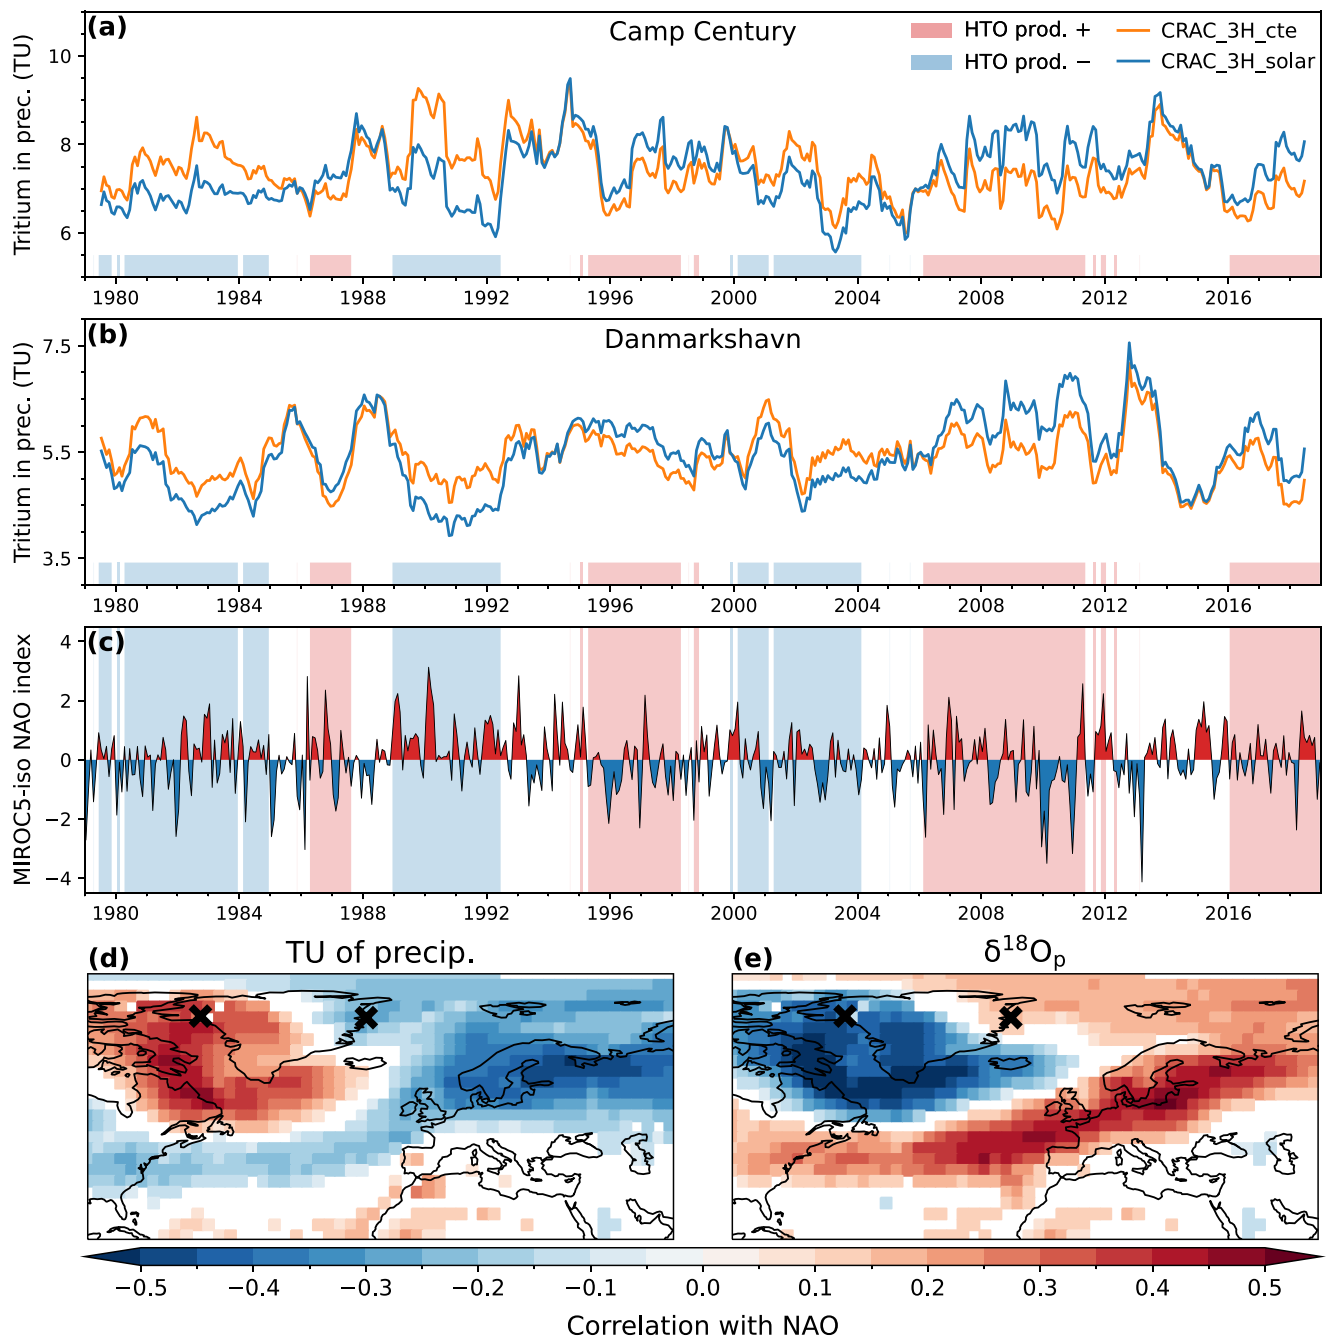 (a)
Camp Century
HTO prod. +
CRAC_3H_cte
HTO prod. −
CRAC_3H_solar
Tritium in prec. (TU)
10
8
6
1980 1984 1988 1992 1996 2000 2004 2008 2012 2016
(b)
Danmarkshavn
Tritium in prec. (TU)
7.5
5.5
3.5
1980 1984 1988 1992 1996 2000 2004 2008 2012 2016
(c)
MIROC5-iso NAO index
4
2
0
−2
−4
1980 1984 1988 1992 1996 2000 2004 2008 2012 2016
(d)
TU of precip.
(e)
δ¹⁸Oₚ
−0.5 −0.4 −0.3 −0.2 −0.1 0.0 0.1 0.2 0.3 0.4 0.5
Correlation with NAO